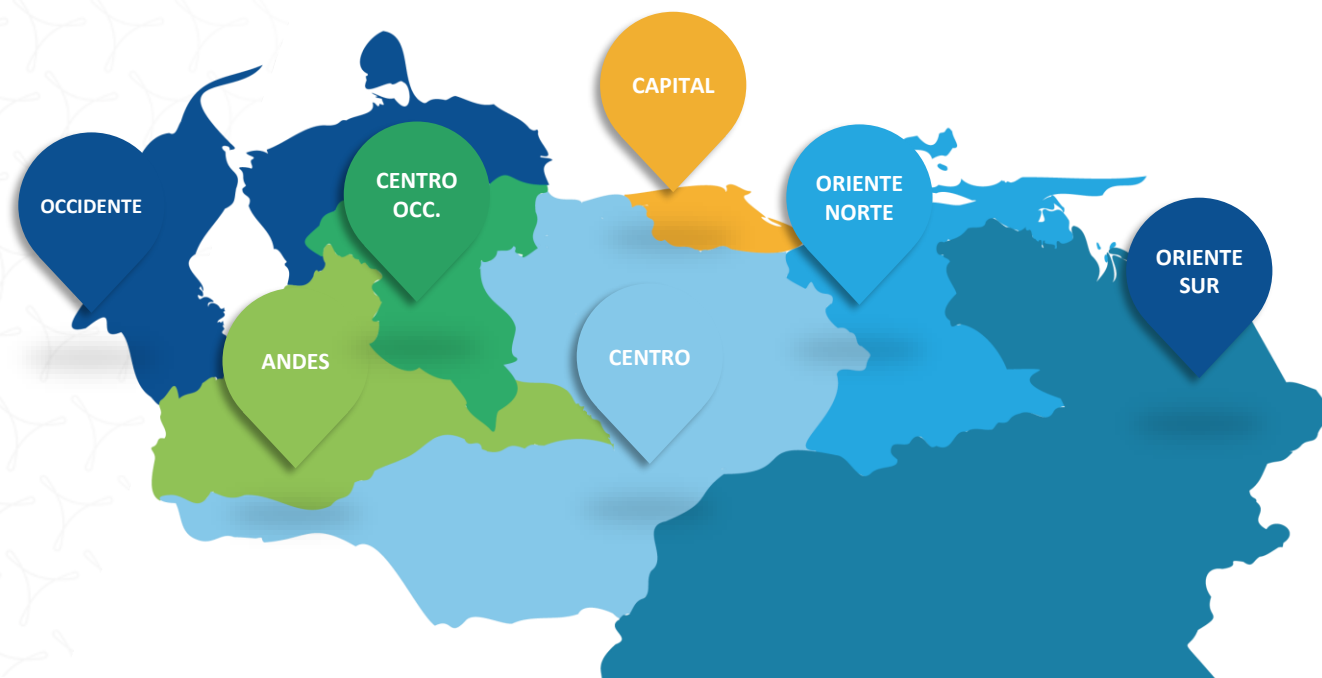 CAPITAL
OCCIDENTE
CENTRO
OCC.
ORIENTE
NORTE
ORIENTE
SUR
ANDES
CENTRO